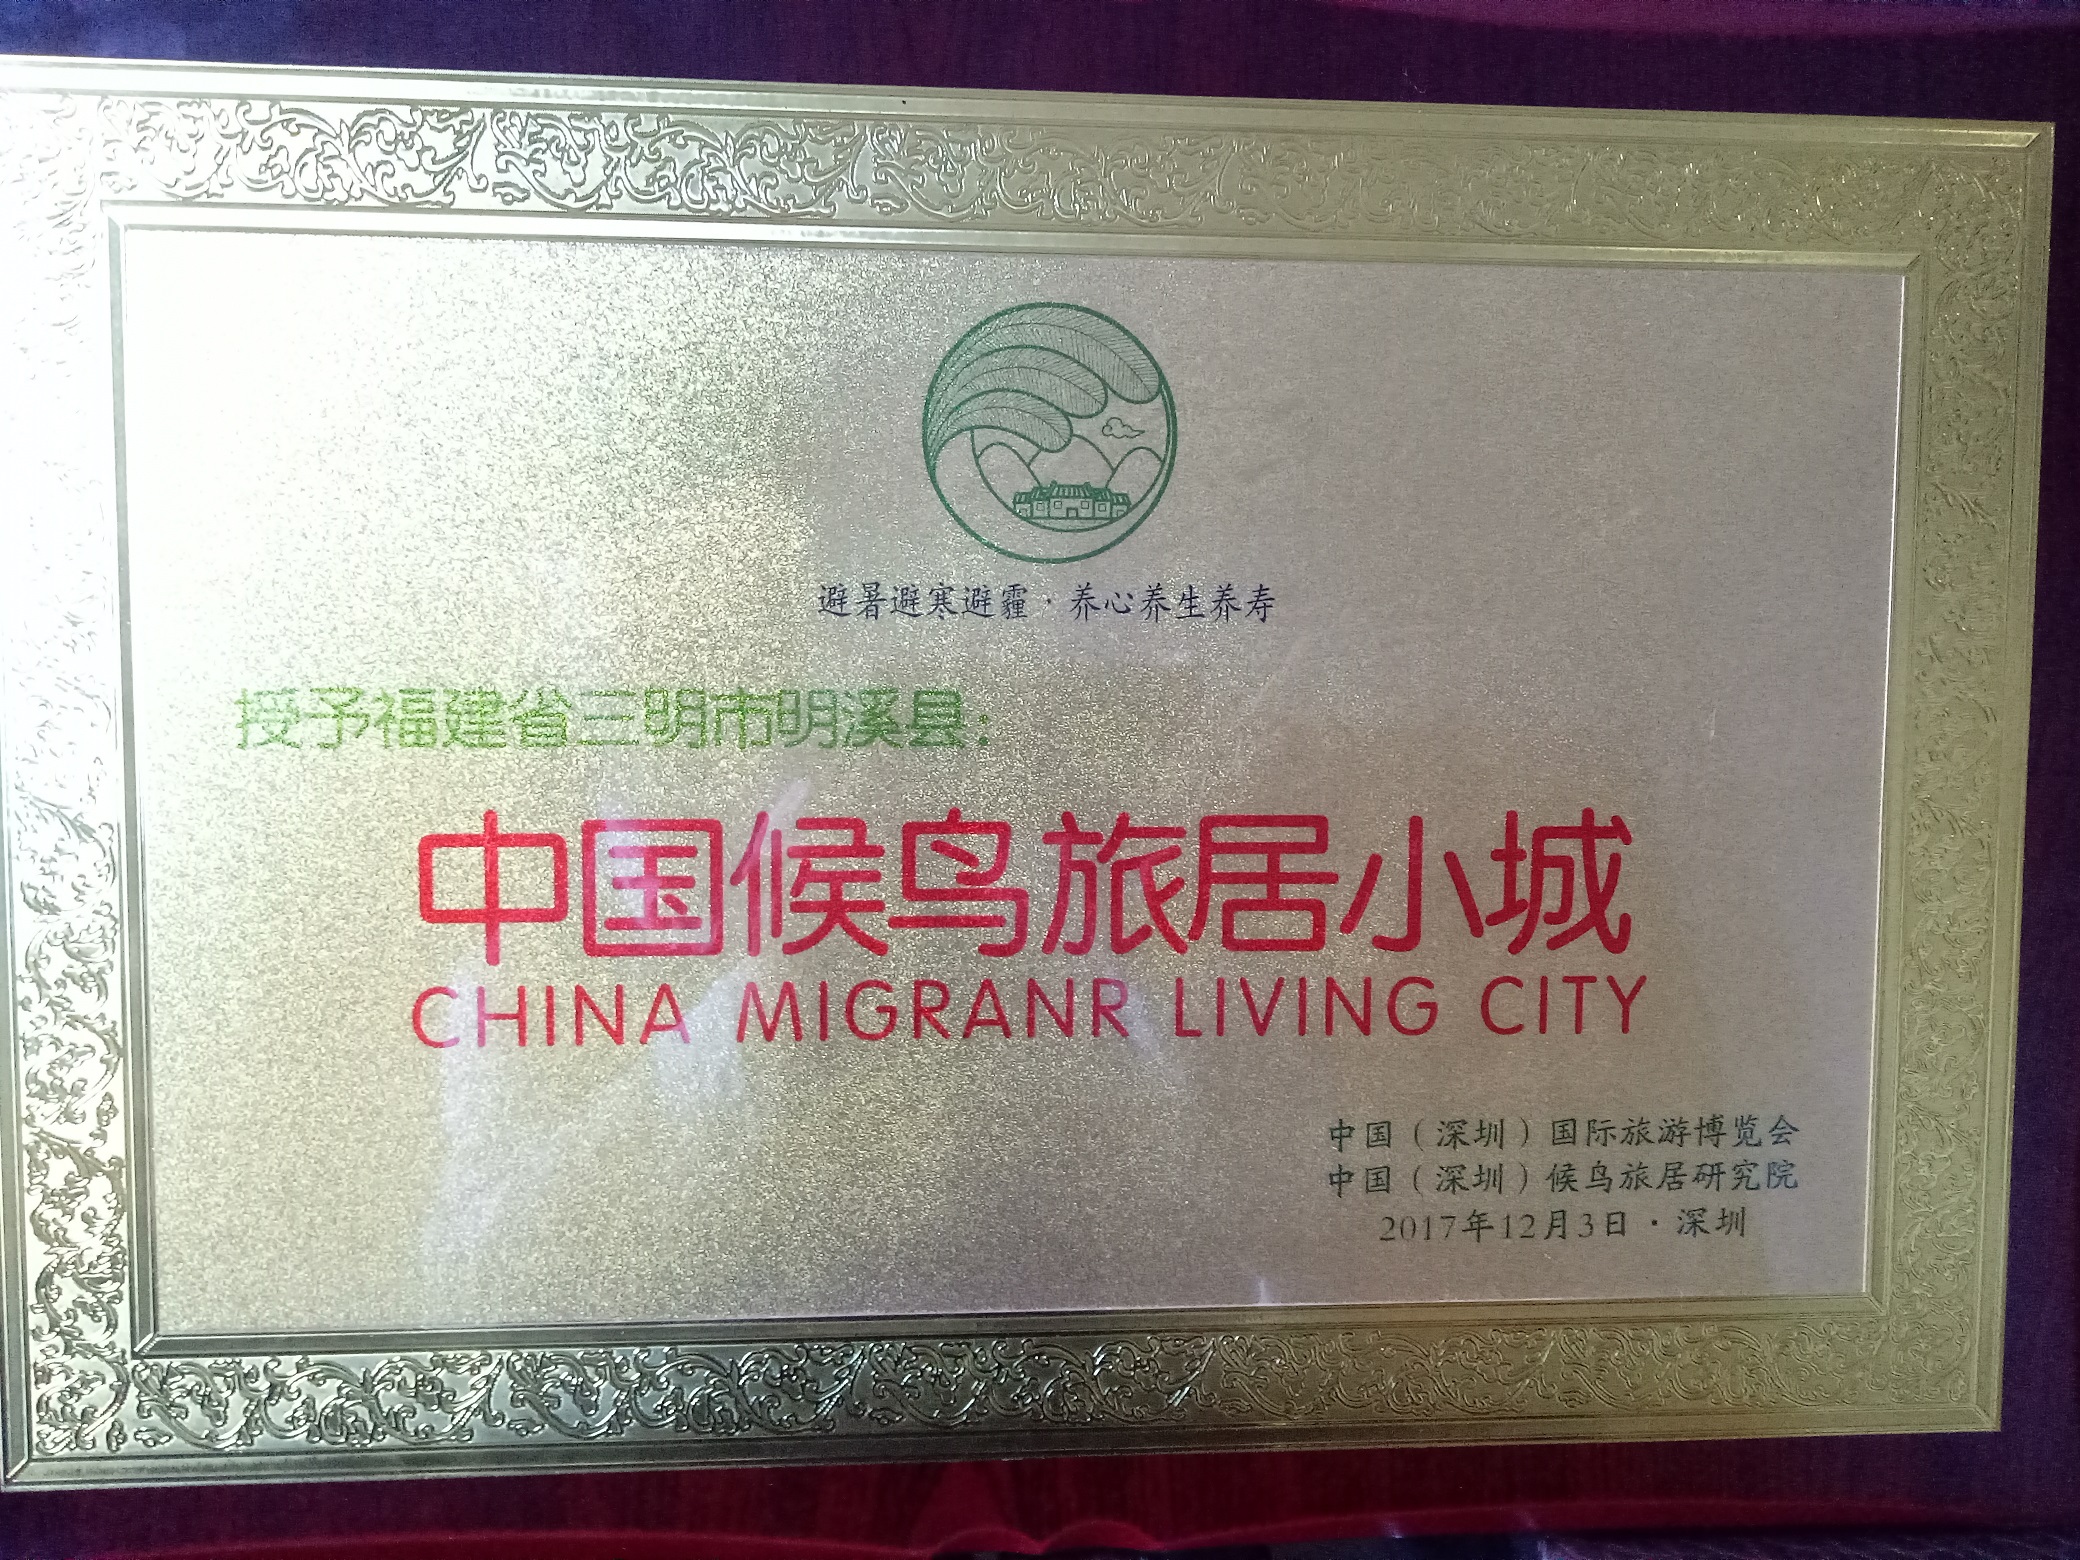 避暑避寒避霾·养心养生养寿
授予福建省三明市明溪县：
中国候鸟旅居小城
CHINA MIGRANR LIVING CITY
中国（深圳）国际旅游博览会
中国（深圳）候鸟旅居研究院
2017年12月3日·深圳